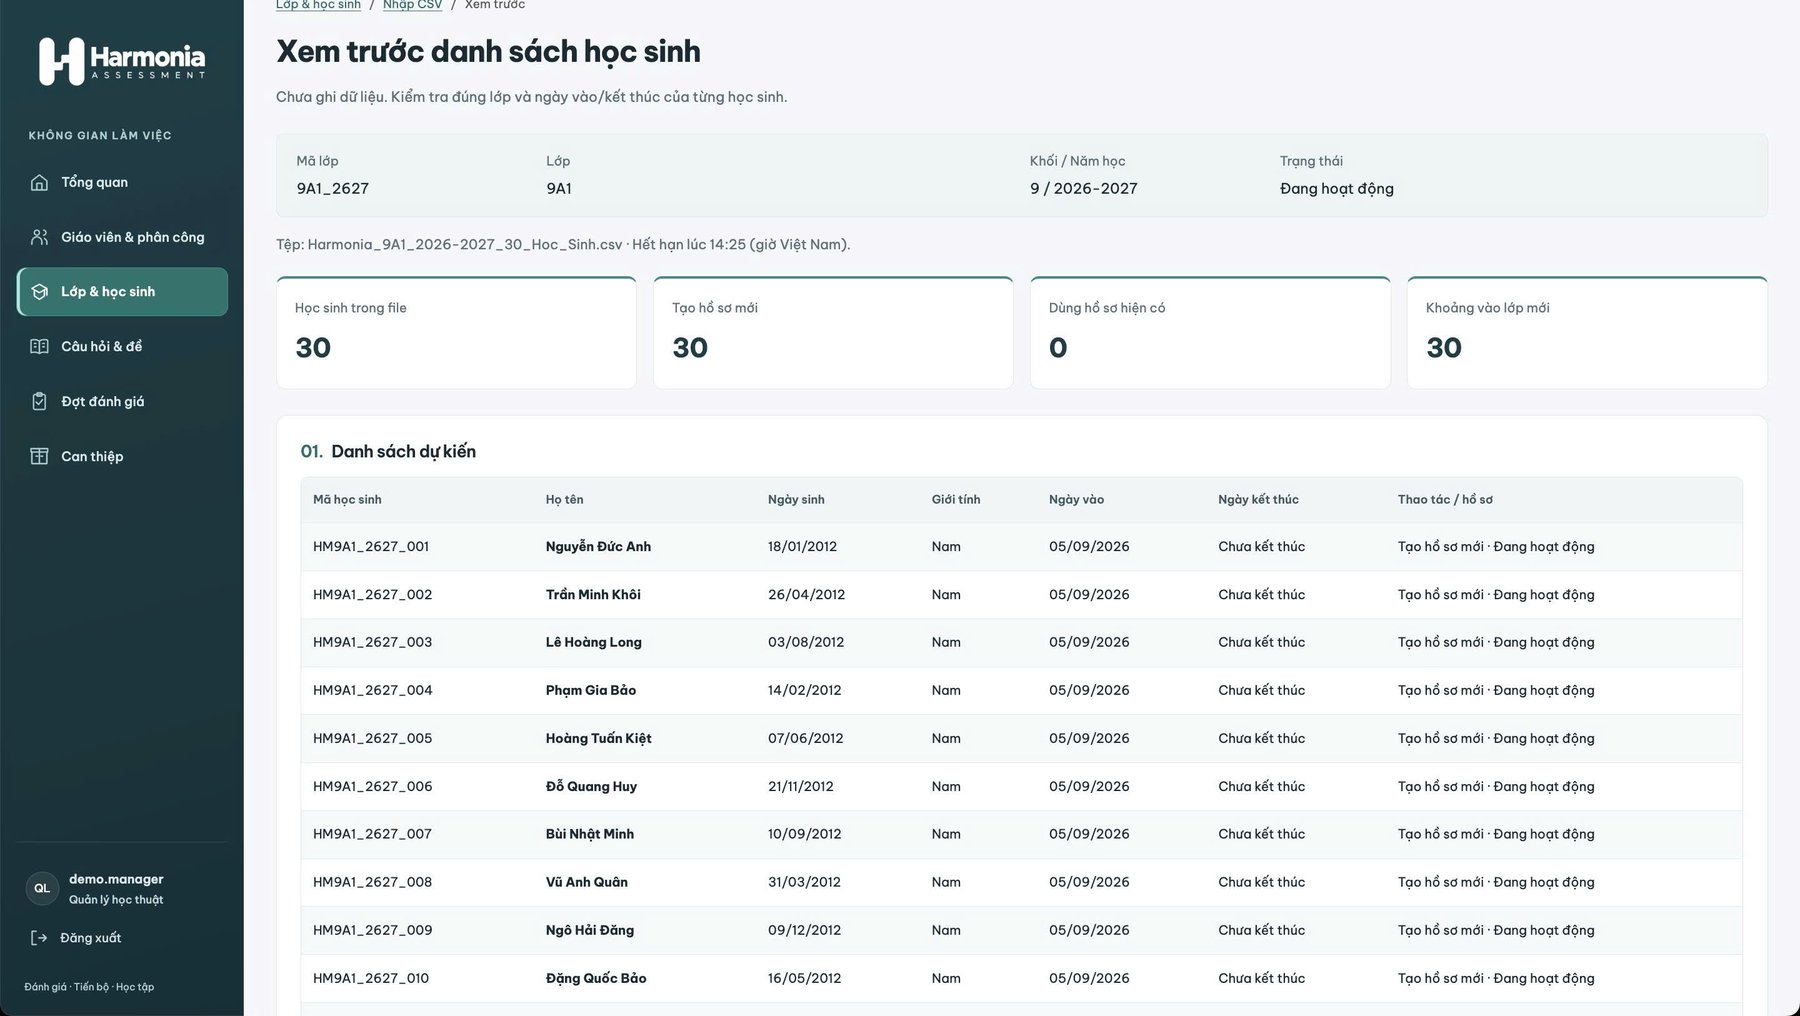 Harmonia
ASSESSMENT
KHÔNG GIAN LÀM VIỆC
Tổng quan
Giáo viên & phân công
Lớp & học sinh
Câu hỏi & đề
Đợt đánh giá
Can thiệp
QL
demo.manager
Quản lý học thuật
Đăng xuất
Đánh giá · Tiến bộ · Học tập
Lớp & học sinh / Nhập CSV / Xem trước
Xem trước danh sách học sinh
Chưa ghi dữ liệu. Kiểm tra đúng lớp và ngày vào/kết thúc của từng học sinh.
Mã lớp Lớp Khối / Năm học Trạng thái
9A1_2627 9A1 9 / 2026-2027 Đang hoạt động
Tệp: Harmonia_9A1_2026-2027_30_Hoc_Sinh.csv · Hết hạn lúc 14:25 (giờ Việt Nam).
Học sinh trong file Tạo hồ sơ mới Dùng hồ sơ hiện có Khoảng vào lớp mới
30 30 0 30
01. Danh sách dự kiến
Mã học sinh Họ tên Ngày sinh Giới tính Ngày vào Ngày kết thúc Thao tác / hồ sơ
HM9A1_2627_001 Nguyễn Đức Anh 18/01/2012 Nam 05/09/2026 Chưa kết thúc Tạo hồ sơ mới · Đang hoạt động
HM9A1_2627_002 Trần Minh Khôi 26/04/2012 Nam 05/09/2026 Chưa kết thúc Tạo hồ sơ mới · Đang hoạt động
HM9A1_2627_003 Lê Hoàng Long 03/08/2012 Nam 05/09/2026 Chưa kết thúc Tạo hồ sơ mới · Đang hoạt động
HM9A1_2627_004 Phạm Gia Bảo 14/02/2012 Nam 05/09/2026 Chưa kết thúc Tạo hồ sơ mới · Đang hoạt động
HM9A1_2627_005 Hoàng Tuấn Kiệt 07/06/2012 Nam 05/09/2026 Chưa kết thúc Tạo hồ sơ mới · Đang hoạt động
HM9A1_2627_006 Đỗ Quang Huy 21/11/2012 Nam 05/09/2026 Chưa kết thúc Tạo hồ sơ mới · Đang hoạt động
HM9A1_2627_007 Bùi Nhật Minh 10/09/2012 Nam 05/09/2026 Chưa kết thúc Tạo hồ sơ mới · Đang hoạt động
HM9A1_2627_008 Vũ Anh Quân 31/03/2012 Nam 05/09/2026 Chưa kết thúc Tạo hồ sơ mới · Đang hoạt động
HM9A1_2627_009 Ngô Hải Đăng 09/12/2012 Nam 05/09/2026 Chưa kết thúc Tạo hồ sơ mới · Đang hoạt động
HM9A1_2627_010 Đặng Quốc Bảo 16/05/2012 Nam 05/09/2026 Chưa kết thúc Tạo hồ sơ mới · Đang hoạt động